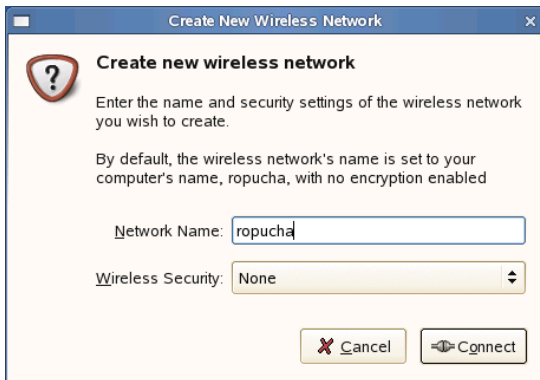 Create New Wireless Network
Create new wireless network
Enter the name and security settings of the wireless network
you wish to create.
By default, the wireless network's name is set to your
computer's name, ropucha, with no encryption enabled
Network Name: ropucha
Wireless Security: None
Cancel Connect